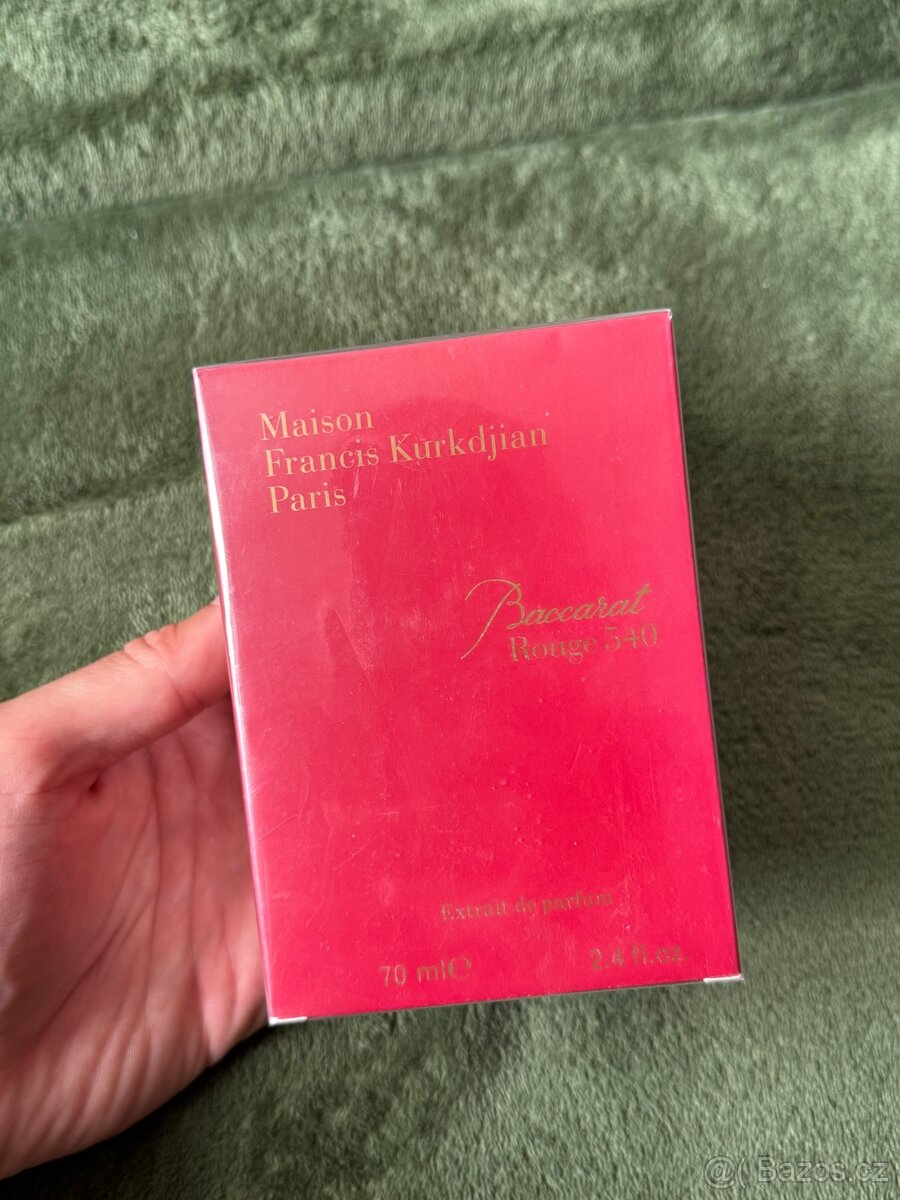 Maison
Francis Kurkdjian
Paris
Baccarat
Rouge 540
Extrait de parfum
70 ml℮ 2.4 fl.oz.
@ Bazos.cz